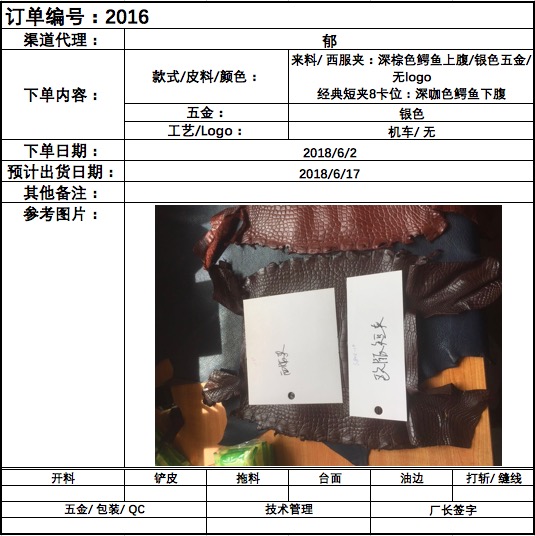 订单编号：2016
渠道代理：
郁
下单内容：
款式/皮料/颜色：
来料/ 西服夹：深棕色鳄鱼上腹/银色五金/
无logo
经典短夹8卡位：深咖色鳄鱼下腹
五金：
银色
工艺/Logo：
机车/ 无
下单日期：
2018/6/2
预计出货日期：
2018/6/17
其他备注：
参考图片：
西服夹
欧版短夹
开料 铲皮 拖料 台面 油边 打斩/ 缝线
五金/ 包装/ QC 技术管理 厂长签字